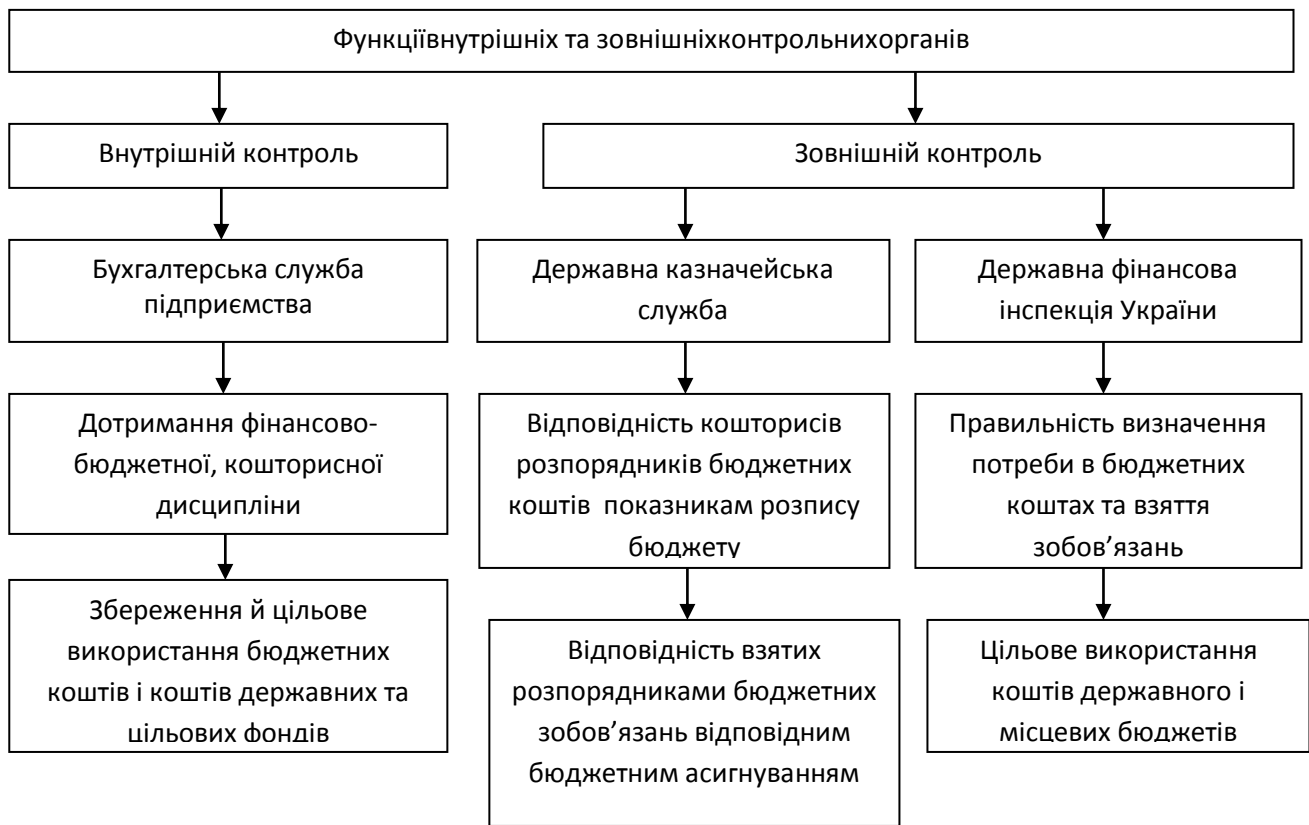 Функціївнутрішніх та зовнішніхконтрольнихорганів
Внутрішній контроль
Зовнішній контроль
Бухгалтерська служба
підприємства
Державна казначейська
служба
Державна фінансова
інспекція України
Дотримання фінансово-
бюджетної, кошторисної
дисципліни
Відповідність кошторисів
розпорядників бюджетних
коштів показникам розпису
бюджету
Правильність визначення
потреби в бюджетних
коштах та взяття
зобов’язань
Збереження й цільове
використання бюджетних
коштів і коштів державних та
цільових фондів
Відповідність взятих
розпорядниками бюджетних
зобов’язань відповідним
бюджетним асигнуванням
Цільове використання
коштів державного і
місцевих бюджетів